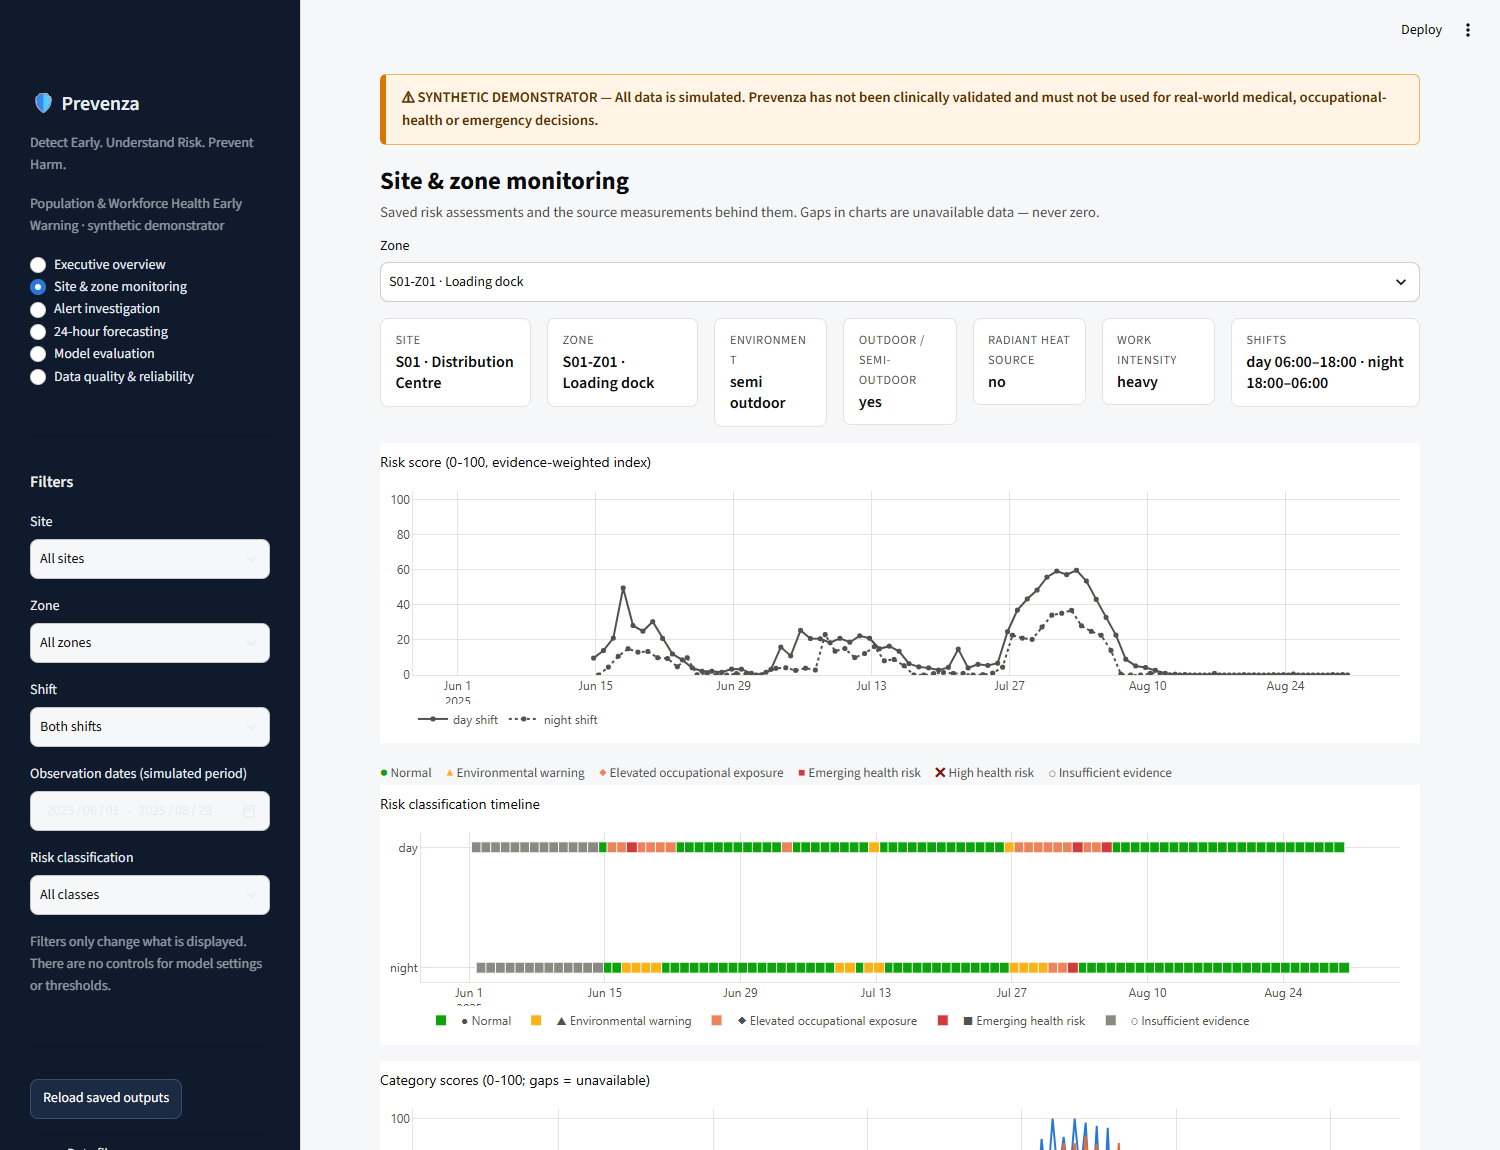 Deploy
Prevenza
Detect Early. Understand Risk. Prevent
Harm.
Population & Workforce Health Early
Warning · synthetic demonstrator
Executive overview
Site & zone monitoring
Alert investigation
24-hour forecasting
Model evaluation
Data quality & reliability
Filters
Site
All sites
Zone
All zones
Shift
Both shifts
Observation dates (simulated period)
2025/06/01 – 2025/08/29
Risk classification
All classes
Filters only change what is displayed.
There are no controls for model settings
or thresholds.
Reload saved outputs
⚠ SYNTHETIC DEMONSTRATOR — All data is simulated. Prevenza has not been clinically validated and must not be used for real-world medical, occupational-
health or emergency decisions.
Site & zone monitoring
Saved risk assessments and the source measurements behind them. Gaps in charts are unavailable data — never zero.
Zone
S01-Z01 · Loading dock
SITE
S01 · Distribution
Centre
ZONE
S01-Z01 ·
Loading dock
ENVIRONMEN
T
semi
outdoor
OUTDOOR /
SEMI-
OUTDOOR
yes
RADIANT HEAT
SOURCE
no
WORK
INTENSITY
heavy
SHIFTS
day 06:00–18:00 · night
18:00–06:00
Risk score (0-100, evidence-weighted index)
100
80
60
40
20
0
Jun 1 Jun 15 Jun 29 Jul 13 Jul 27 Aug 10 Aug 24
2025
day shift night shift
● Normal ▲ Environmental warning ◆ Elevated occupational exposure ■ Emerging health risk ✖ High health risk ○ Insufficient evidence
Risk classification timeline
day
night
Jun 1 Jun 15 Jun 29 Jul 13 Jul 27 Aug 10 Aug 24
● Normal ▲ Environmental warning ◆ Elevated occupational exposure ■ Emerging health risk ○ Insufficient evidence
Category scores (0-100; gaps = unavailable)
100